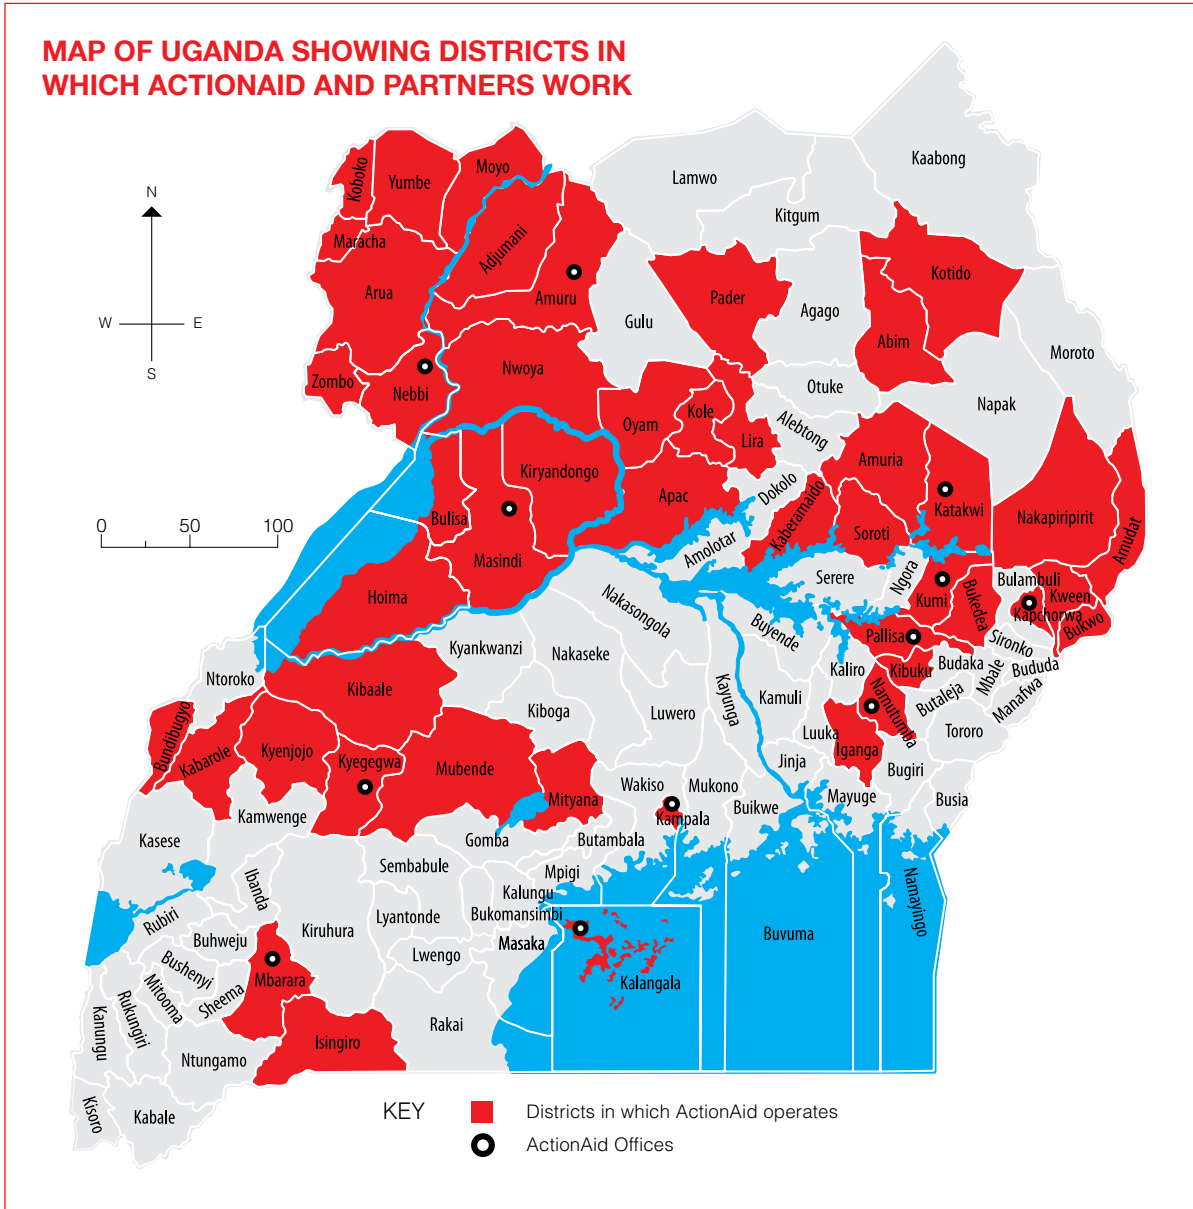 MAP OF UGANDA SHOWING DISTRICTS IN
WHICH ACTIONAID AND PARTNERS WORK
N
W
E
S
0
50
100
Koboko
Yumbe
Moyo
Maracha
Adjumani
Arua
Amuru
Zombo
Nebbi
Nwoya
Lamwo
Kitgum
Kaabong
Gulu
Pader
Agago
Kotido
Abim
Moroto
Otuke
Napak
Oyam
Kole
Lira
Alebtong
Kiryandongo
Apac
Dokolo
Amuria
Katakwi
Nakapiripirit
Amudat
Bulisa
Masindi
Kaberamaido
Soroti
Amolotar
Serere
Ngora
Kumi
Bukedea
Bulambuli
Kween
Kapchorwa
Bukwo
Hoima
Nakasongola
Buyende
Pallisa
Sironko
Kyankwanzi
Nakaseke
Kaliro
Kibuku
Budaka
Mbale
Bududa
Manafwa
Ntoroko
Kibaale
Kiboga
Luwero
Kayunga
Kamuli
Namutumba
Butaleja
Tororo
Bundibugyo
Kabarole
Kyenjojo
Kyegegwa
Mubende
Mityana
Luuka
Iganga
Bugiri
Busia
Jinja
Wakiso
Mukono
Kampala
Buikwe
Mayuge
Kamwenge
Kasese
Gomba
Butambala
Sembabule
Mpigi
Ibanda
Kalungu
Rubiri
Kiruhura
Lyantonde
Bukomansimbi
Namayingo
Buhweju
Masaka
Buvuma
Bushenyi
Lwengo
Kalangala
Mbarara
Mitooma
Sheema
Rukungiri
Kanungu
Rakai
Isingiro
Ntungamo
Kisoro
Kabale
KEY
Districts in which ActionAid operates
ActionAid Offices